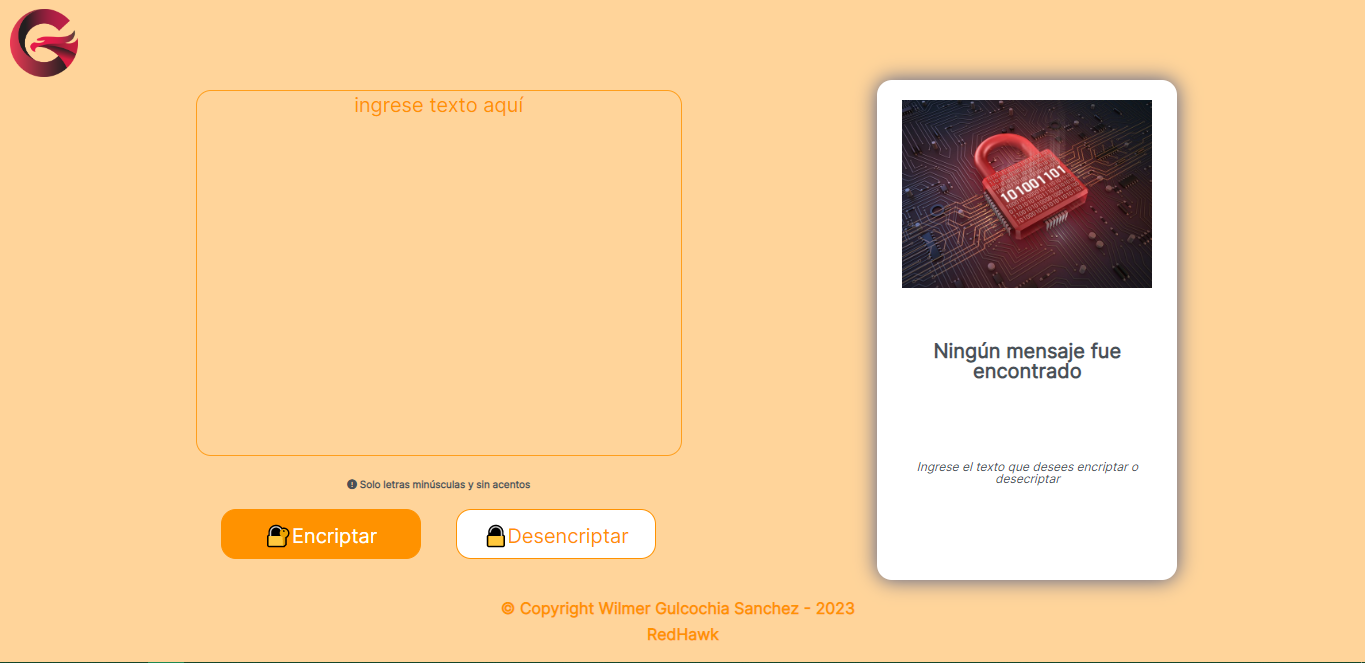 ingrese texto aquí
101001101
Ningún mensaje fue
encontrado
Ingrese el texto que desees encriptar o
desecriptar
Solo letras minúsculas y sin acentos
Encriptar
Desencriptar
© Copyright Wilmer Gulcochia Sanchez - 2023
RedHawk